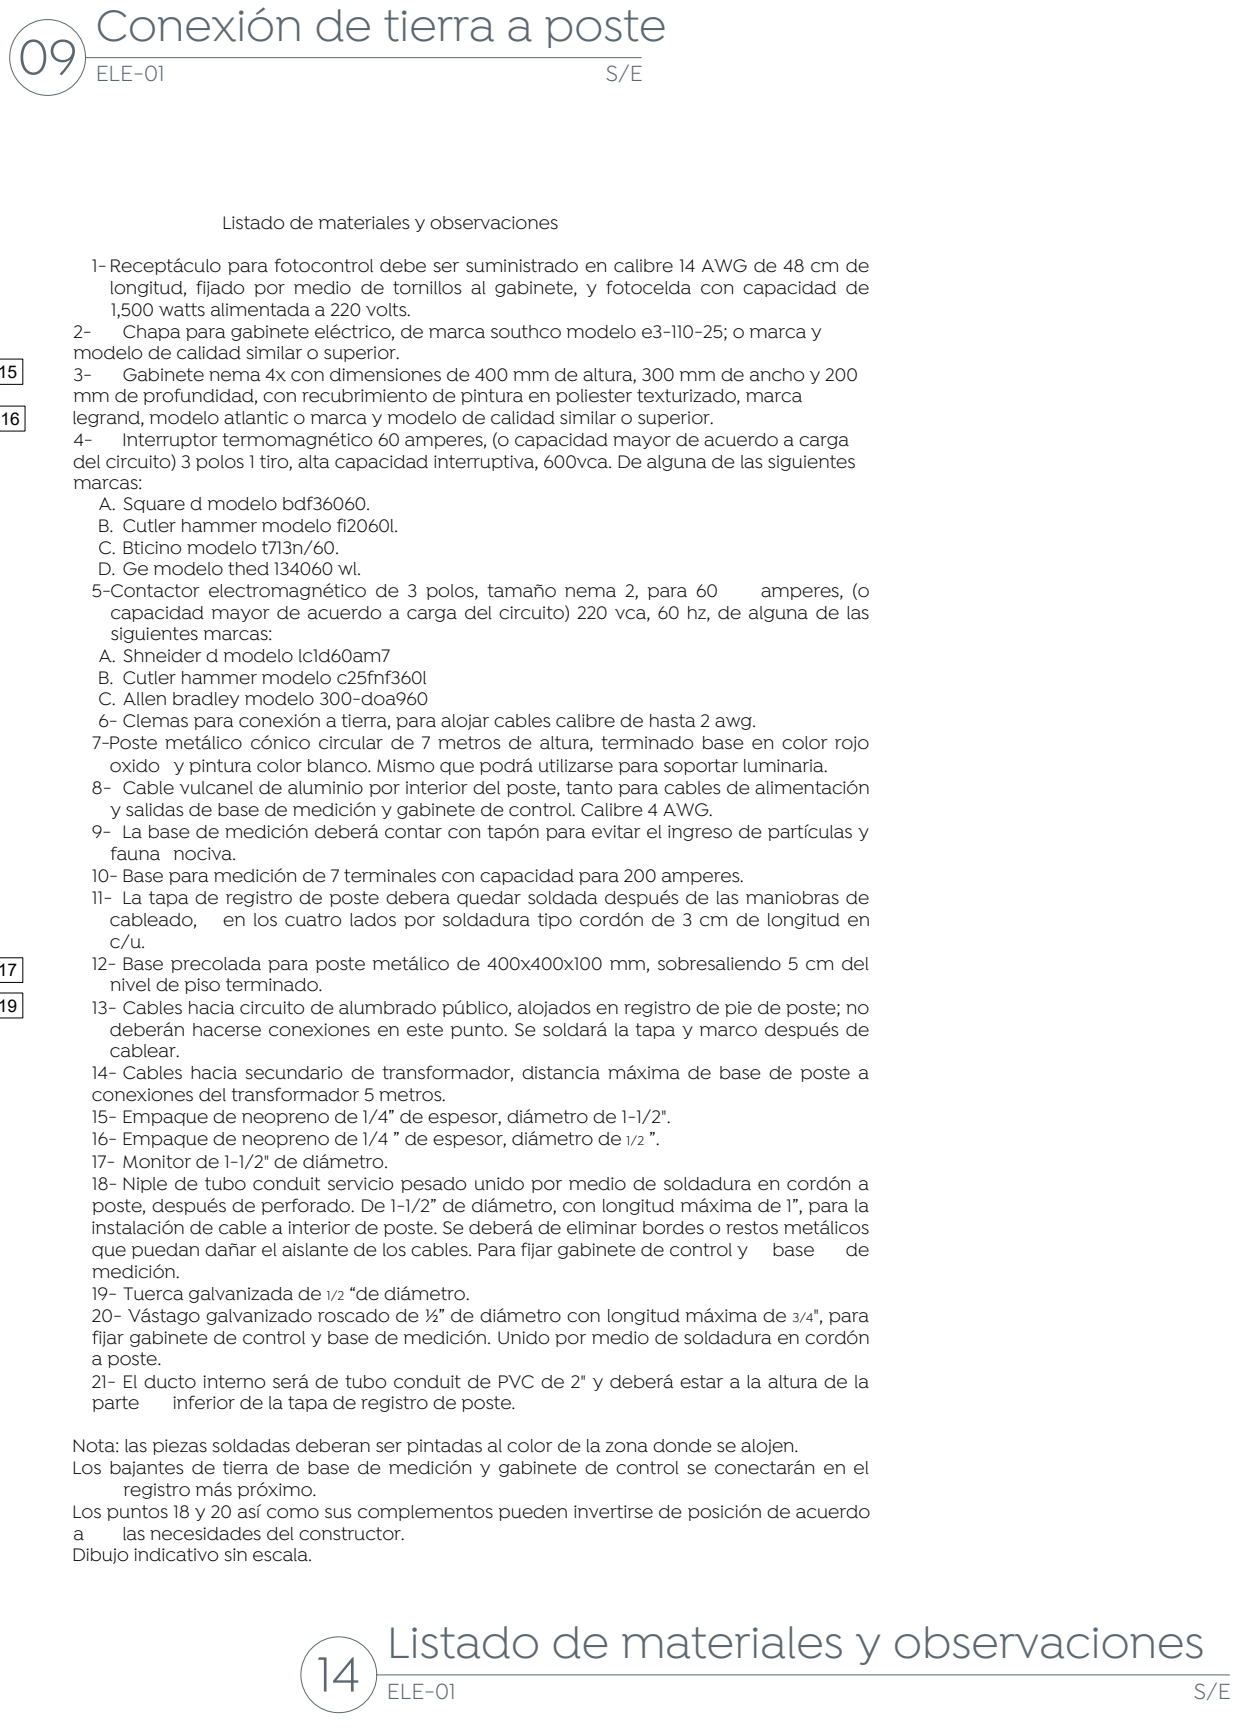 09 Conexión de tierra a poste
ELE-01 S/E
Listado de materiales y observaciones
1- Receptáculo para fotocontrol debe ser suministrado en calibre 14 AWG de 48 cm de
longitud, fijado por medio de tornillos al gabinete, y fotocelda con capacidad de
1,500 watts alimentada a 220 volts.
2- Chapa para gabinete eléctrico, de marca southco modelo e3-110-25; o marca y
modelo de calidad similar o superior.
15
3- Gabinete nema 4x con dimensiones de 400 mm de altura, 300 mm de ancho y 200
mm de profundidad, con recubrimiento de pintura en poliester texturizado, marca
16
legrand, modelo atlantic o marca y modelo de calidad similar o superior.
4- Interruptor termomagnético 60 amperes, (o capacidad mayor de acuerdo a carga
del circuito) 3 polos 1 tiro, alta capacidad interruptiva, 600vca. De alguna de las siguientes
marcas:
A. Square d modelo bdf36060.
B. Cutler hammer modelo fi2060l.
C. Bticino modelo t713n/60.
D. Ge modelo thed 134060 wl.
5-Contactor electromagnético de 3 polos, tamaño nema 2, para 60 amperes, (o
capacidad mayor de acuerdo a carga del circuito) 220 vca, 60 hz, de alguna de las
siguientes marcas:
A. Shneider d modelo lc1d60am7
B. Cutler hammer modelo c25fnf360l
C. Allen bradley modelo 300-doa960
6- Clemas para conexión a tierra, para alojar cables calibre de hasta 2 awg.
7-Poste metálico cónico circular de 7 metros de altura, terminado base en color rojo
oxido y pintura color blanco. Mismo que podrá utilizarse para soportar luminaria.
8- Cable vulcanel de aluminio por interior del poste, tanto para cables de alimentación
y salidas de base de medición y gabinete de control. Calibre 4 AWG.
9- La base de medición deberá contar con tapón para evitar el ingreso de partículas y
fauna nociva.
10- Base para medición de 7 terminales con capacidad para 200 amperes.
11- La tapa de registro de poste debera quedar soldada después de las maniobras de
cableado, en los cuatro lados por soldadura tipo cordón de 3 cm de longitud en
c/u.
17
12- Base precolada para poste metálico de 400x400x100 mm, sobresaliendo 5 cm del
nivel de piso terminado.
19
13- Cables hacia circuito de alumbrado público, alojados en registro de pie de poste; no
deberán hacerse conexiones en este punto. Se soldará la tapa y marco después de
cablear.
14- Cables hacia secundario de transformador, distancia máxima de base de poste a
conexiones del transformador 5 metros.
15- Empaque de neopreno de 1/4” de espesor, diámetro de 1-1/2".
16- Empaque de neopreno de 1/4 ” de espesor, diámetro de 1/2 ”.
17- Monitor de 1-1/2" de diámetro.
18- Niple de tubo conduit servicio pesado unido por medio de soldadura en cordón a
poste, después de perforado. De 1-1/2” de diámetro, con longitud máxima de 1”, para la
instalación de cable a interior de poste. Se deberá de eliminar bordes o restos metálicos
que puedan dañar el aislante de los cables. Para fijar gabinete de control y base de
medición.
19- Tuerca galvanizada de 1/2 “de diámetro.
20- Vástago galvanizado roscado de ½” de diámetro con longitud máxima de 3/4", para
fijar gabinete de control y base de medición. Unido por medio de soldadura en cordón
a poste.
21- El ducto interno será de tubo conduit de PVC de 2" y deberá estar a la altura de la
parte inferior de la tapa de registro de poste.
Nota: las piezas soldadas deberan ser pintadas al color de la zona donde se alojen.
Los bajantes de tierra de base de medición y gabinete de control se conectarán en el
registro más próximo.
Los puntos 18 y 20 así como sus complementos pueden invertirse de posición de acuerdo
a las necesidades del constructor.
Dibujo indicativo sin escala.
14 Listado de materiales y observaciones
ELE-01 S/E